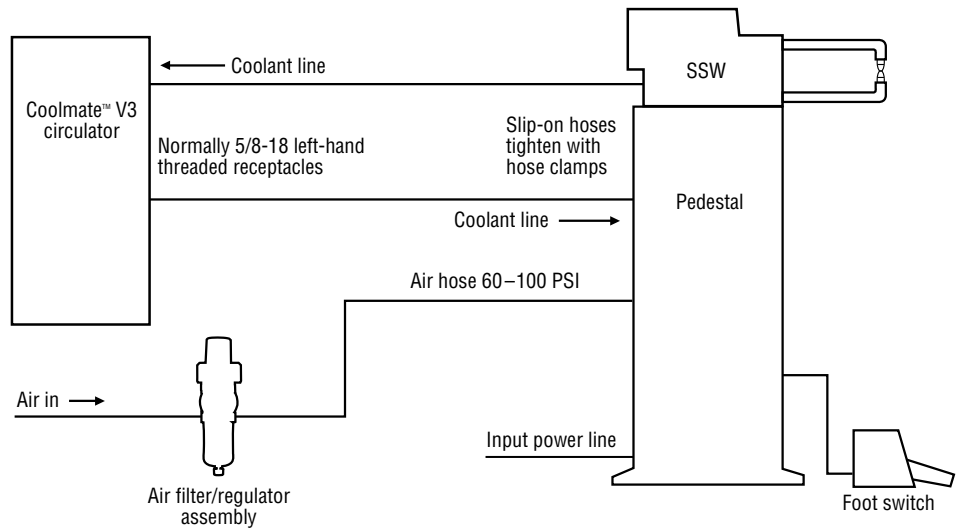 Coolant line
SSW
Coolmate™ V3
circulator
Normally 5/8-18 left-hand
threaded receptacles
Slip-on hoses
tighten with
hose clamps
Pedestal
Coolant line
Air hose 60–100 PSI
Air in
Input power line
Air filter/regulator
assembly
Foot switch